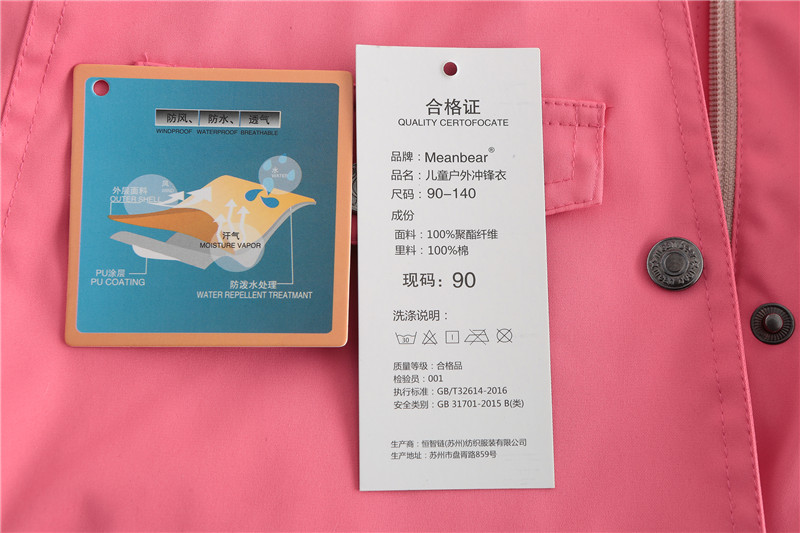 防风、 防水、 透气
WINDPROOF WATERPROOF BREATHABLE
水
WATER
外层面料
OUTER SHELL
汗气
MOISTURE VAPOR
PU涂层
PU COATING
防泼水处理
WATER REPELLENT TREATMANT
合格证
QUALITY CERTOFOCATE
品牌：Meanbear®
品名：儿童户外冲锋衣
尺码：90-140
成份
面料：100%聚酯纤维
里料：100%棉
现码：90
洗涤说明：
30
质量等级：合格品
检验员：001
执行标准：GB/T32614-2016
安全类别：GB 31701-2015 B(类)
生产商：恒智链(苏州)纺织服装有限公司
生产地址：苏州市盘胥路859号